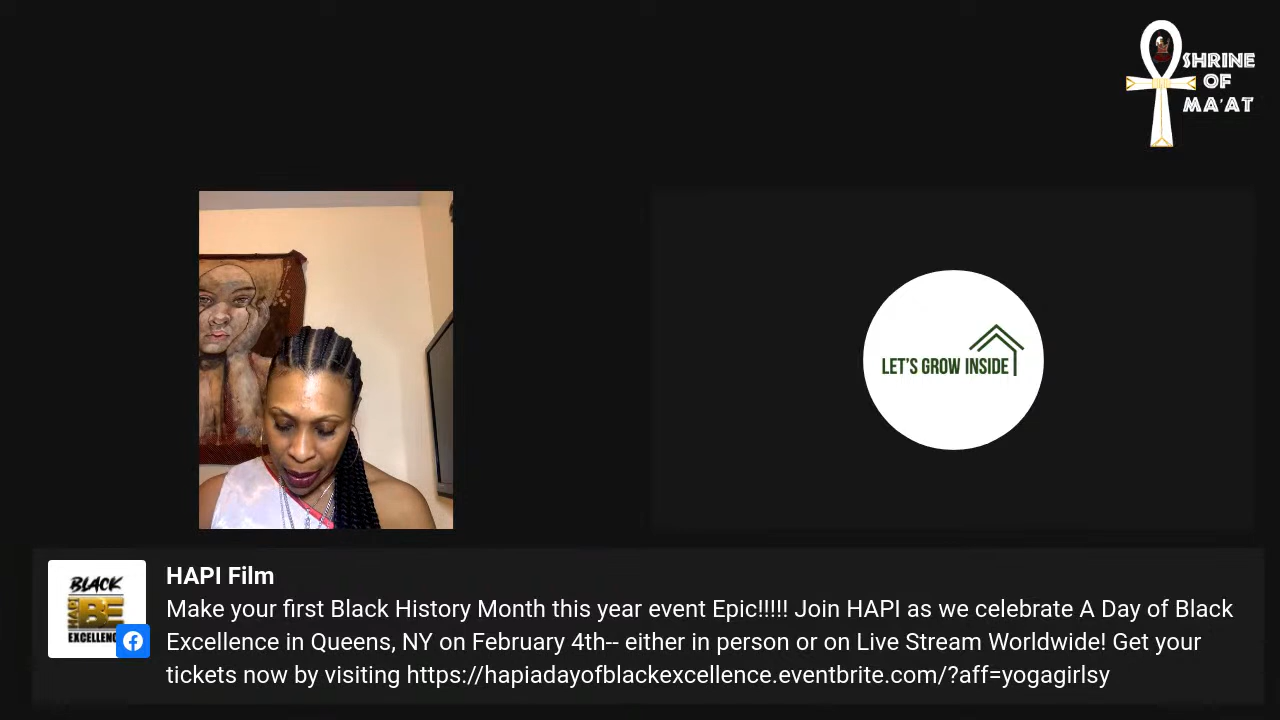 SHRINE
OF
MA'AT
LET'S GROW INSIDE
BLACK
HAPI
BE
EXCELLENC
HAPI Film
Make your first Black History Month this year event Epic!!!!! Join HAPI as we celebrate A Day of Black
Excellence in Queens, NY on February 4th-- either in person or on Live Stream Worldwide! Get your
tickets now by visiting https://hapiadayofblackexcellence.eventbrite.com/?aff=yogagirlsy